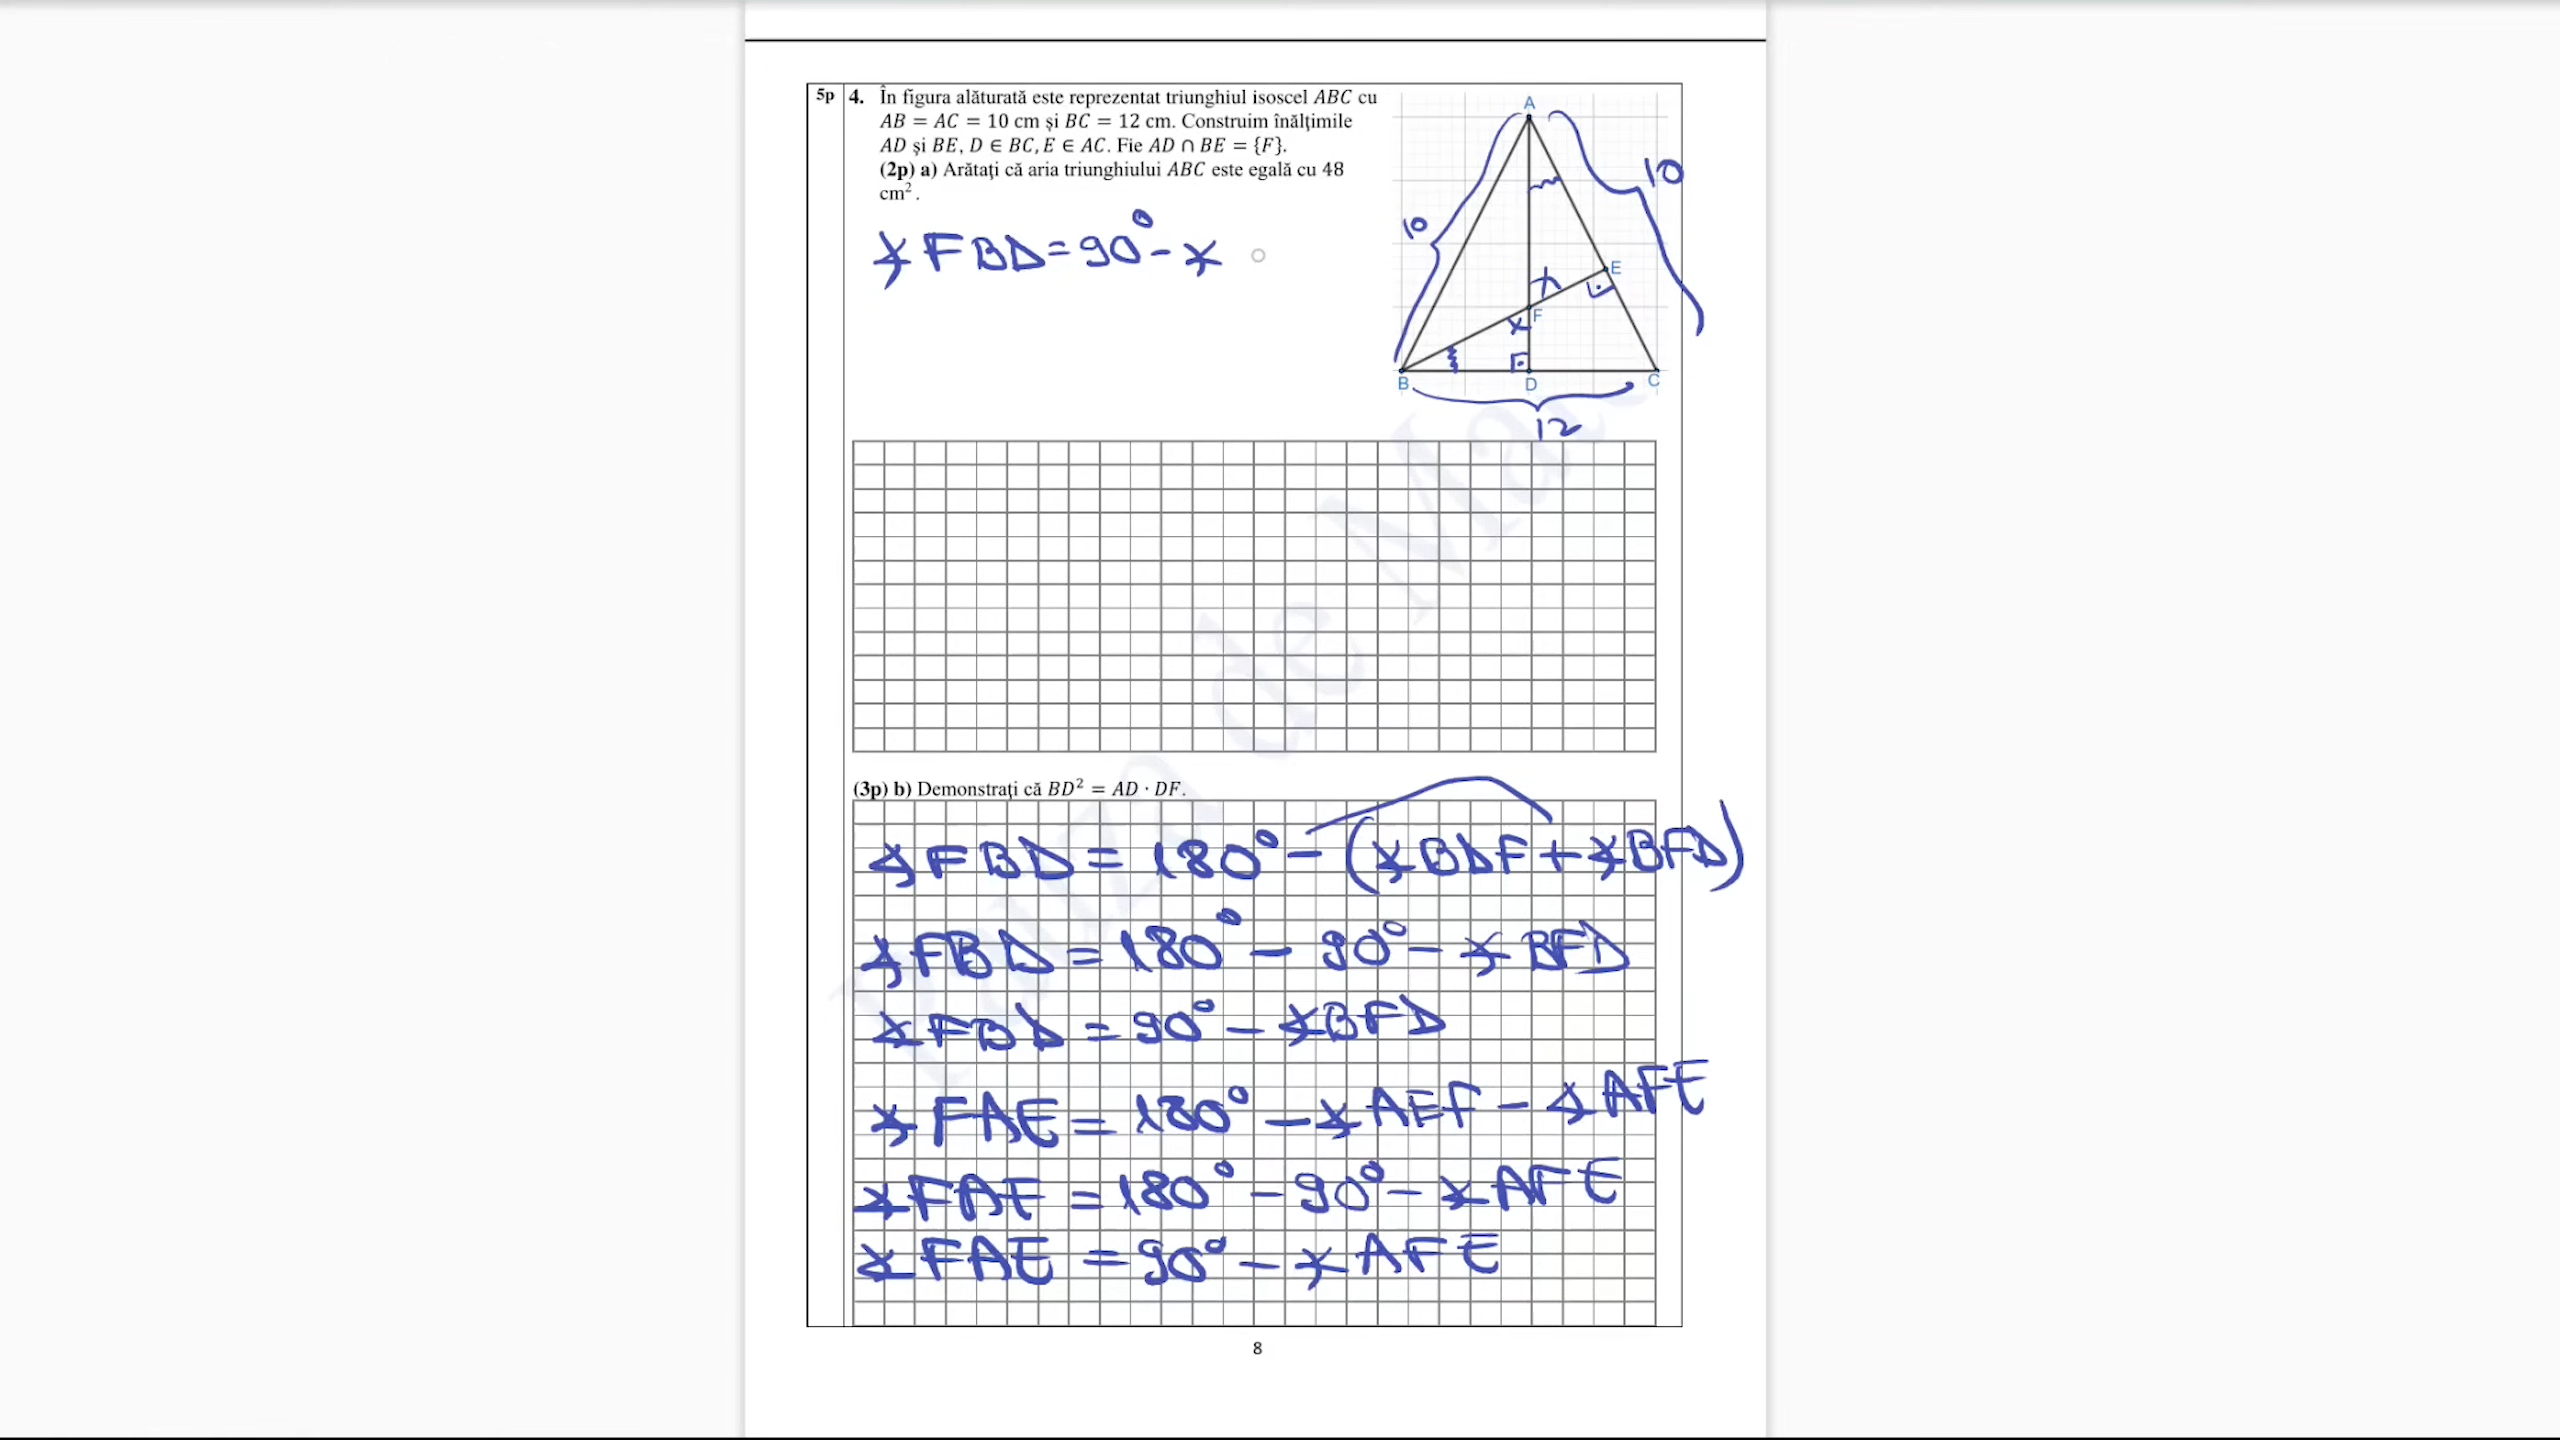 5p 4. În figura alăturată este reprezentat triunghiul isoscel ABC cu
AB = AC = 10 cm și BC = 12 cm. Construim înălțimile
AD și BE, D ∈ BC, E ∈ AC. Fie AD ∩ BE = {F}.
(2p) a) Arătați că aria triunghiului ABC este egală cu 48
cm².
∢FBD = 90° - ∢
A
10
10
E
x
F
x
B
D
C
12
(3p) b) Demonstrați că BD² = AD · DF.
∢FBD = 180° - (∢BDF + ∢BFD)
∢FBD = 180° - 90° - ∢BFD
∢FBD = 90° - ∢BFD
∢FAE = 180° - ∢AEF - ∢AFE
∢FAE = 180° - 90° - ∢AFE
∢FAE = 90° - ∢AFE
8